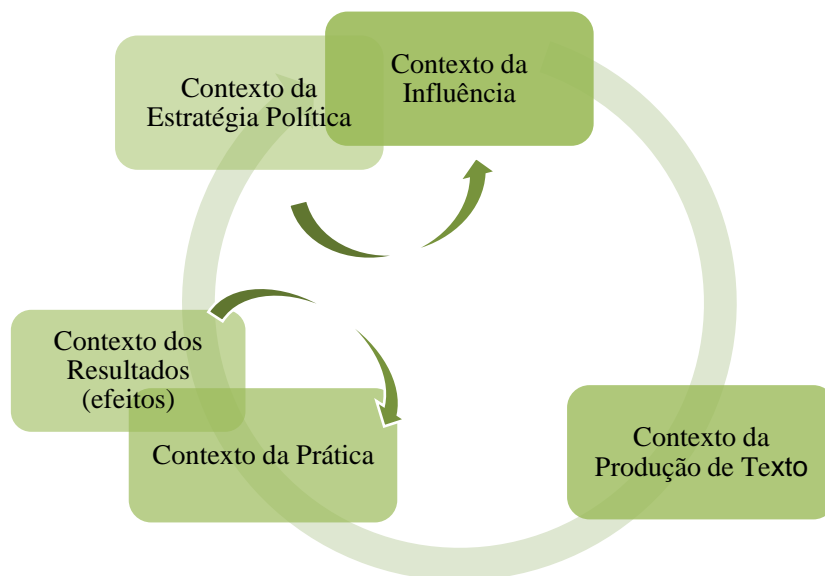 Contexto da
Estratégia Política
Contexto da
Influência
Contexto dos
Resultados
(efeitos)
Contexto da Prática
Contexto da
Produção de Texto